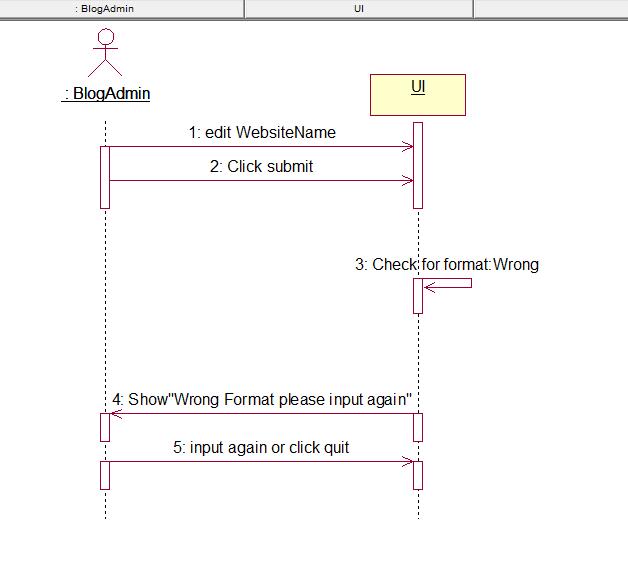 : BlogAdmin
UI
: BlogAdmin
UI
1: edit WebsiteName
2: Click submit
3: Check for format:Wrong
4: Show"Wrong Format please input again"
5: input again or click quit